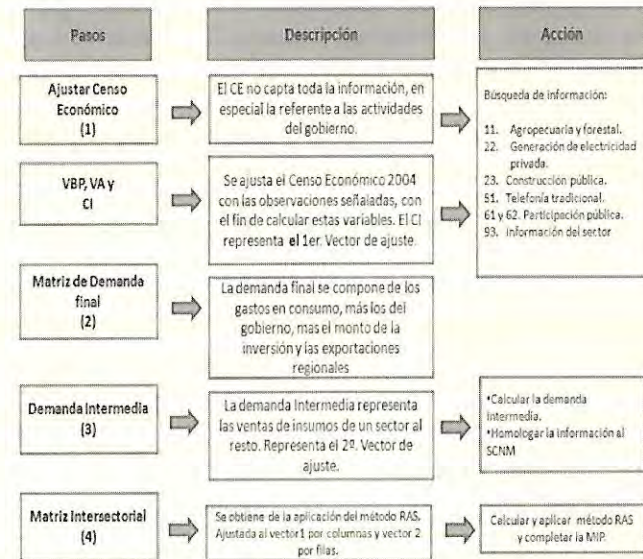 Pasos
Descripción
Acción
Ajustar Censo
Económico
(1)
El CE no capta toda la información, en
especial la referente a las actividades
del gobierno.
Búsqueda de información:
11. Agropecuaria y forestal.
22. Generación de electricidad
privada.
23. Construcción pública.
51. Telefonía tradicional.
61 y 62. Participación pública.
93. Información del sector
VBP, VA y
CI
Se ajusta el Censo Económico 2004
con las observaciones señaladas, con
el fin de calcular estas variables. El CI
representa el 1er. Vector de ajuste.
Matriz de Demanda
final
(2)
La demanda final se compone de los
gastos en consumo, más los del
gobierno, mas el monto de la
inversión y las exportaciones
regionales
Demanda Intermedia
(3)
La demanda Intermedia representa
las ventas de insumos de un sector al
resto. Representa el 2º. Vector de
ajuste.
•Calcular la demanda
Intermedia.
•Homologar la información al
SCNM
Matriz Intersectorial
(4)
Se obtiene de la aplicación del método RAS.
Ajustada al vector1 por columnas y vector 2
por filas.
Calcular y aplicar método RAS
y completar la MIP.